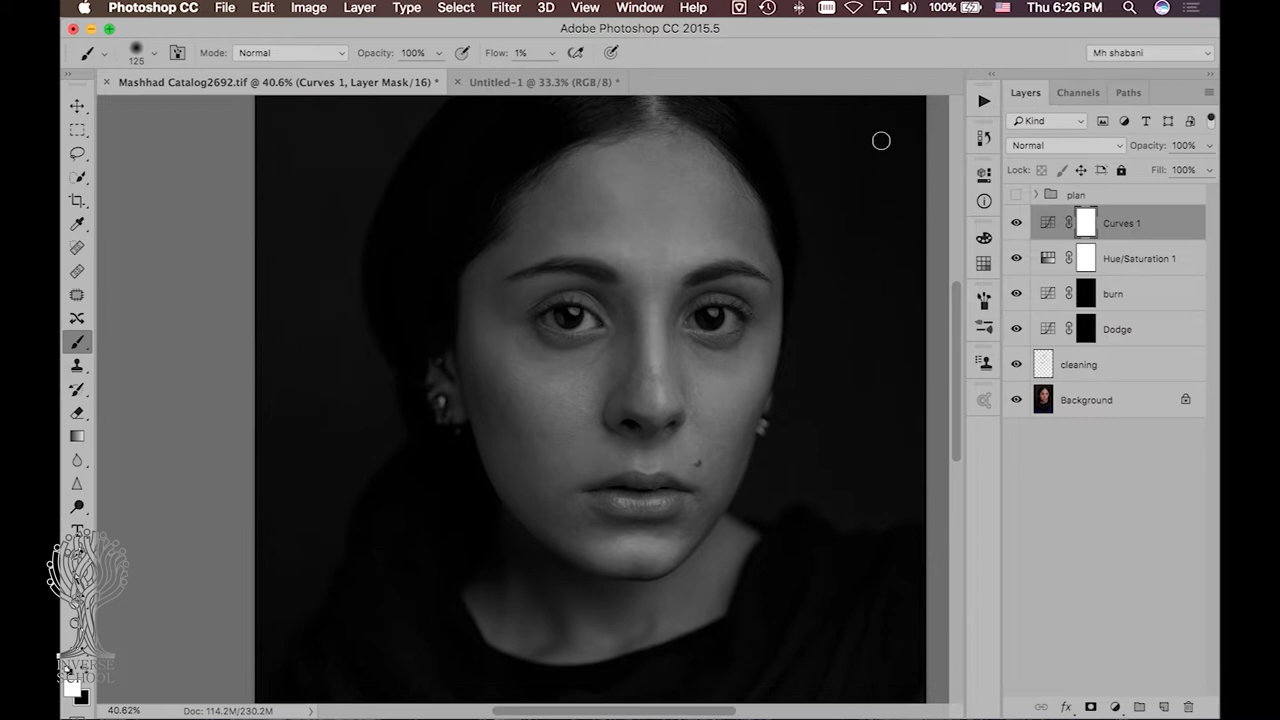 Photoshop CC File Edit Image Layer Type Select Filter 3D View Window Help 100% Thu 6:26 PM
Adobe Photoshop CC 2015.5
125 Mode: Normal Opacity: 100% Flow: 1% Mh shabani
Mashhad Catalog2692.tif @ 40.6% (Curves 1, Layer Mask/16) * Untitled-1 @ 33.3% (RGB/8) *
Layers Channels Paths
Kind
Normal Opacity: 100%
Lock: Fill: 100%
plan
Curves 1
Hue/Saturation 1
burn
Dodge
cleaning
Background
INVERSE
SCHOOL
40.62% Doc: 114.2M/230.2M